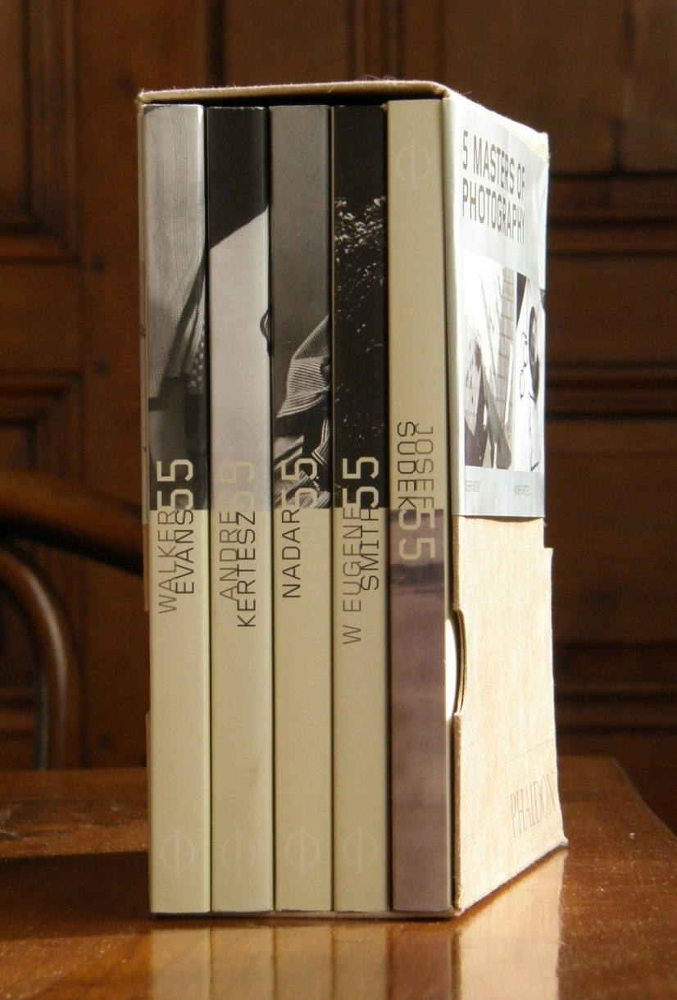 WALKER
EVANS
55
ANDRE
KERTESZ
55
NADAR
55
W EUGENE
SMITH
55
JOSEF
SUDEK
55
5 MASTERS OF
PHOTOGRAPHY
PHAIDON